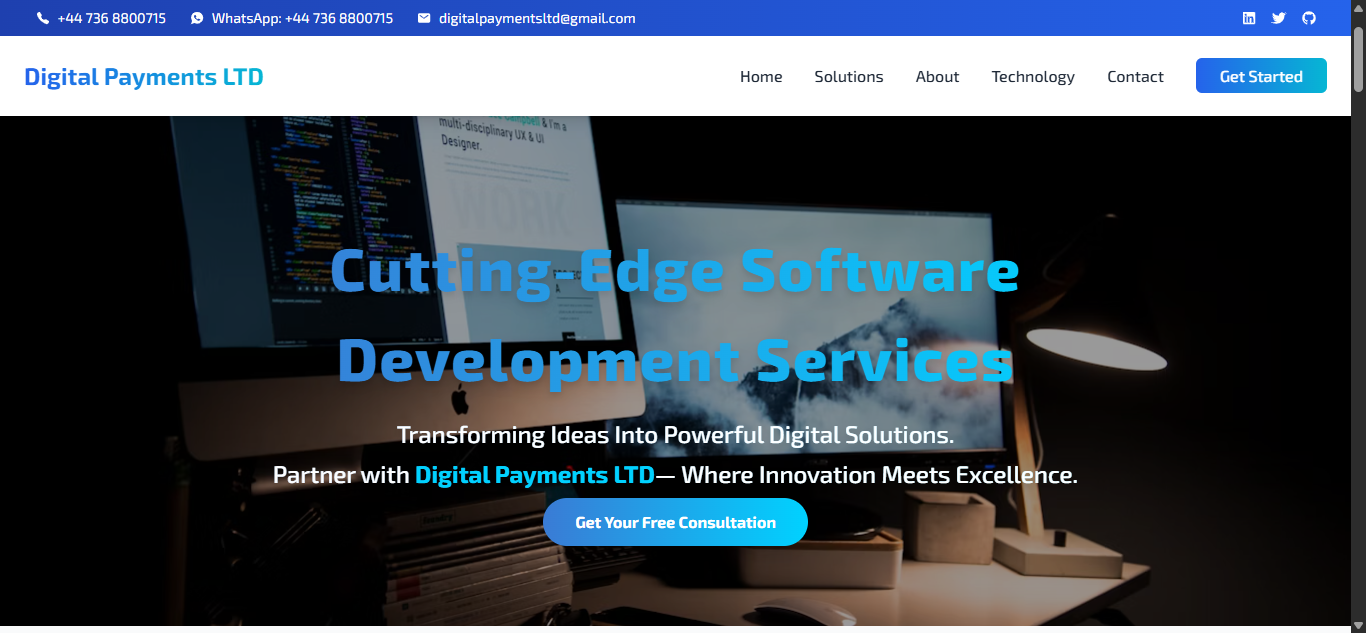 +44 736 8800715 WhatsApp: +44 736 8800715 digitalpaymentsltd@gmail.com
Digital Payments LTD Home Solutions About Technology Contact Get Started
Campbell & I'm a
multi-disciplinary UX & UI
Designer.
WORK
Cutting-Edge Software
Development Services
Transforming Ideas Into Powerful Digital Solutions.
Partner with Digital Payments LTD— Where Innovation Meets Excellence.
Get Your Free Consultation